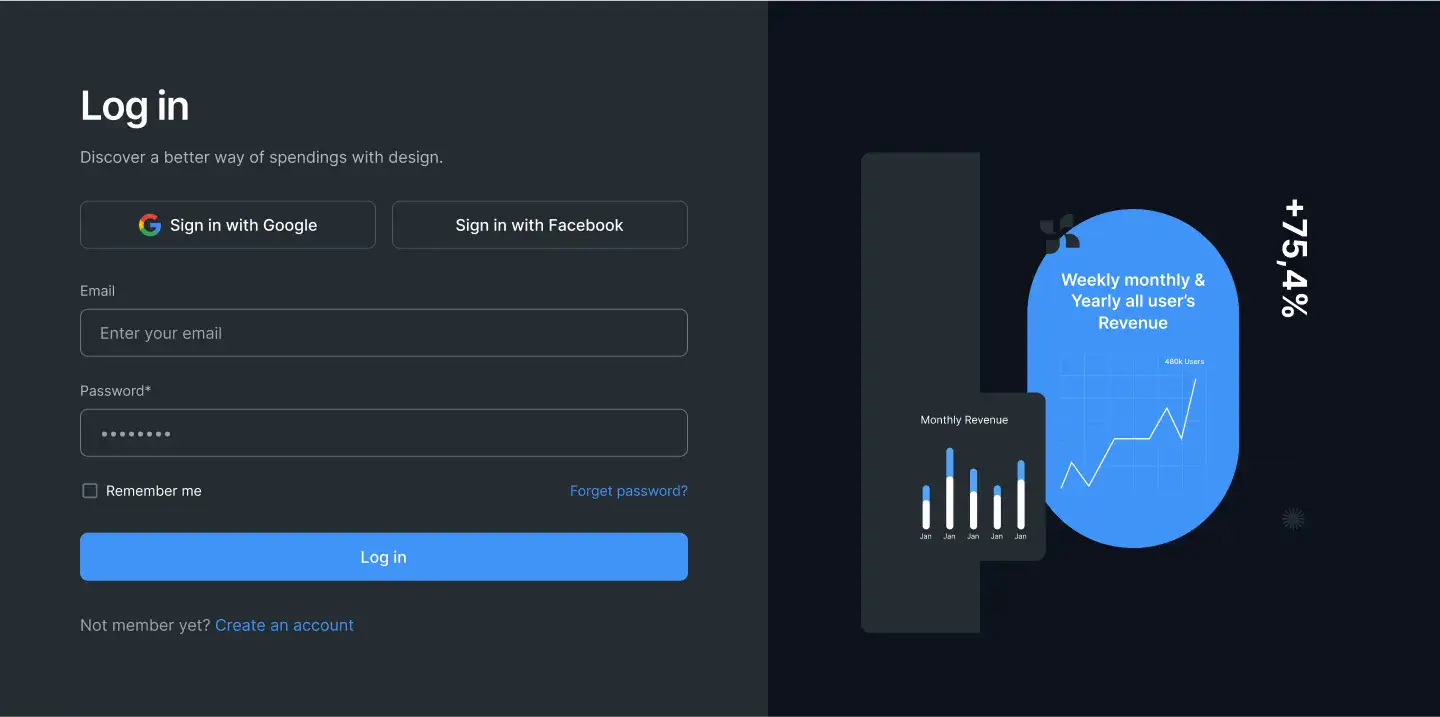 Log in
Discover a better way of spendings with design.
Sign in with Google
Sign in with Facebook
Email
Enter your email
Password*
Remember me
Forget password?
Log in
Not member yet? Create an account
+75,4%
Weekly monthly &
Yearly all user’s
Revenue
480k Users
Monthly Revenue
Jan Jan Jan Jan Jan